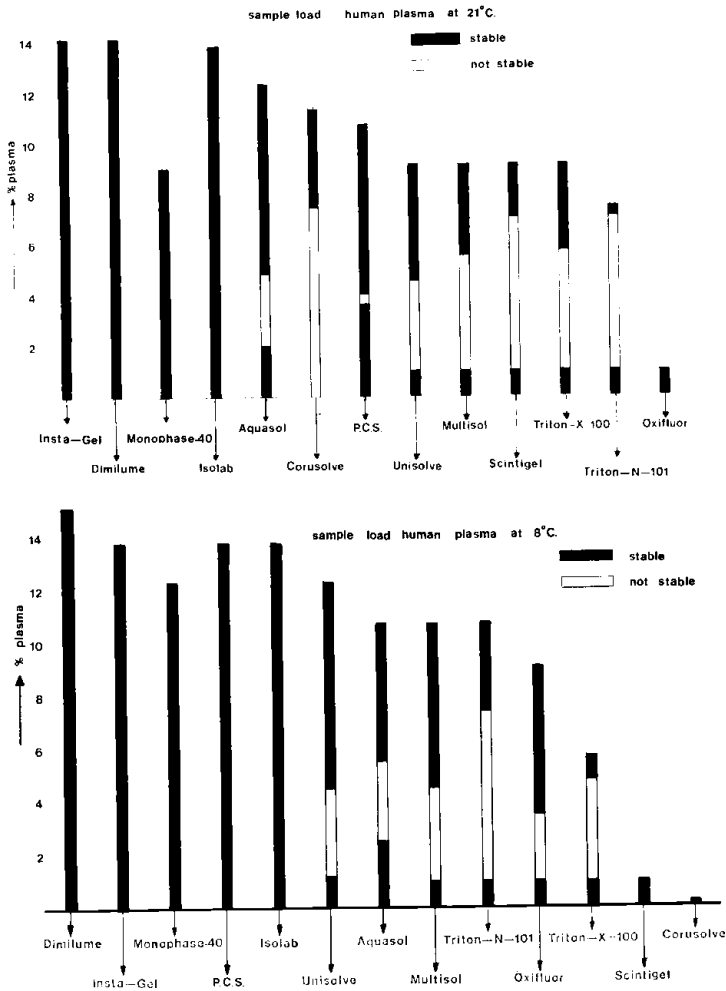 sample load human plasma at 21°C.
stable
not stable
% plasma
14
12
10
8
6
4
2
Insta-Gel
Monophase-40
Aquasol
P.C.S.
Multisol
Triton-X 100
Oxifluor
Dimilume
Isolab
Corusolve
Unisolve
Scintigel
Triton-N-101
sample load human plasma at 8°C.
stable
not stable
% plasma
14
12
10
8
6
4
2
Dimilume
Monophase-40
Isolab
Aquasol
Triton-N-101
Triton-X-100
Corusolve
Insta-Gel
P.C.S.
Unisolve
Multisol
Oxifluor
Scintigel